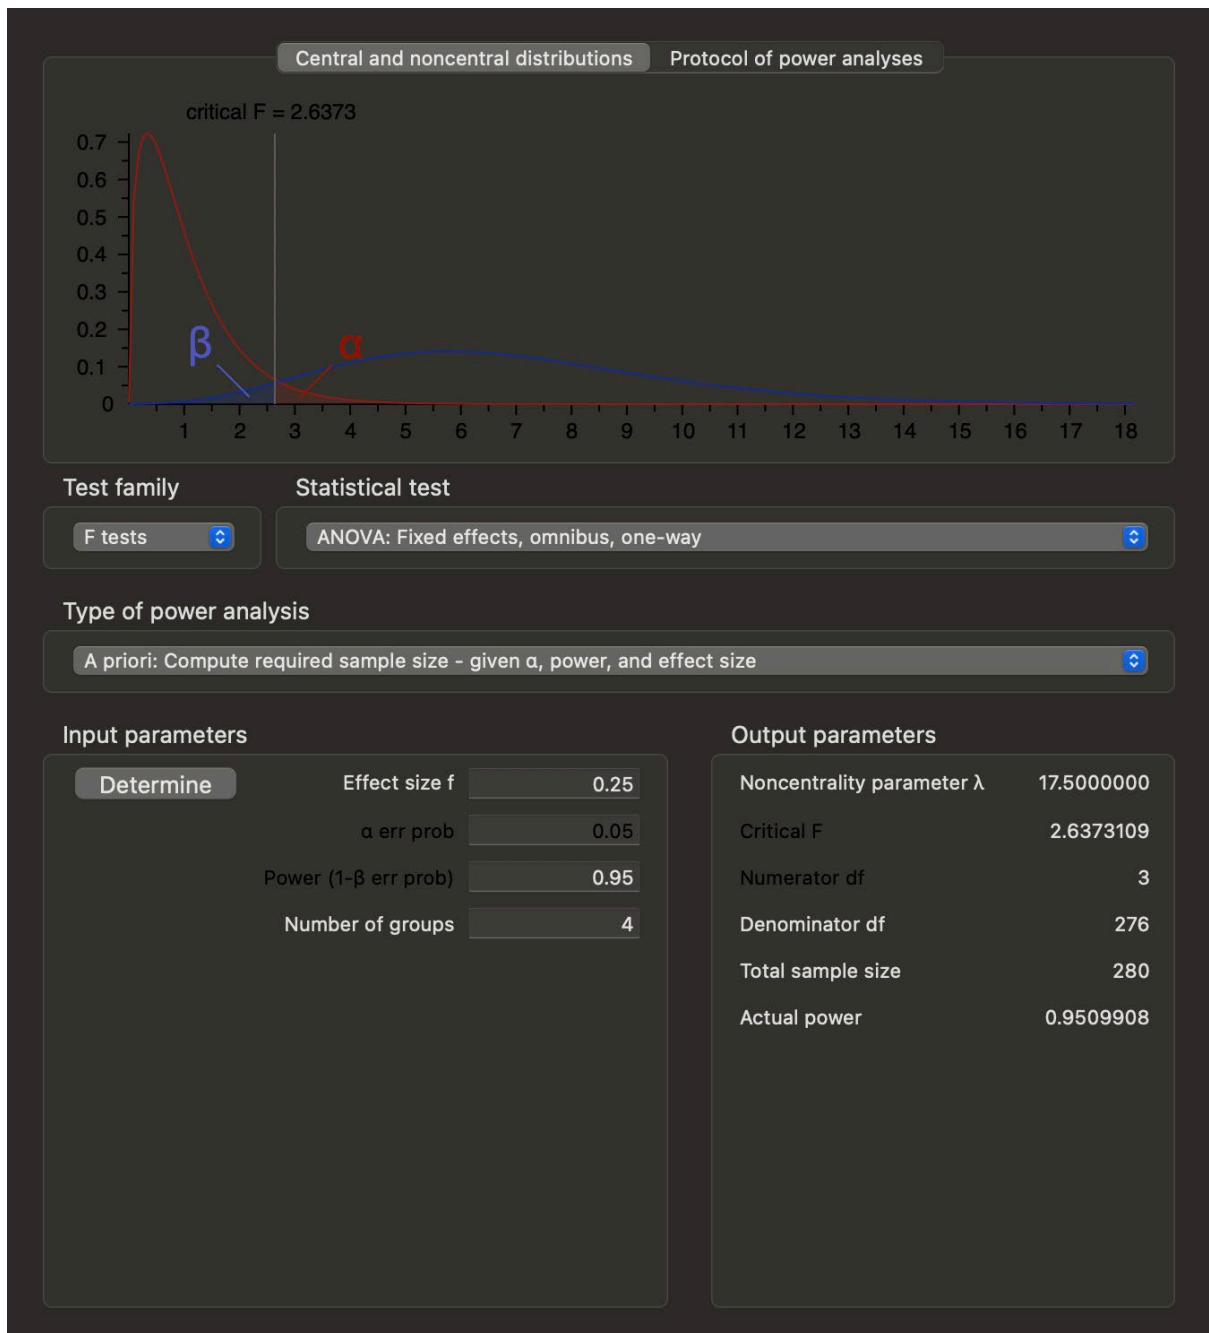 Central and noncentral distributions Protocol of power analyses
critical F = 2.6373
0.7
0.6
0.5
0.4
0.3
0.2
0.1
0
β
α
1 2 3 4 5 6 7 8 9 10 11 12 13 14 15 16 17 18
Test family Statistical test
F tests ANOVA: Fixed effects, omnibus, one-way
Type of power analysis
A priori: Compute required sample size - given α, power, and effect size
Input parameters
Determine Effect size f 0.25
α err prob 0.05
Power (1-β err prob) 0.95
Number of groups 4
Output parameters
Noncentrality parameter λ 17.5000000
Critical F 2.6373109
Numerator df 3
Denominator df 276
Total sample size 280
Actual power 0.9509908